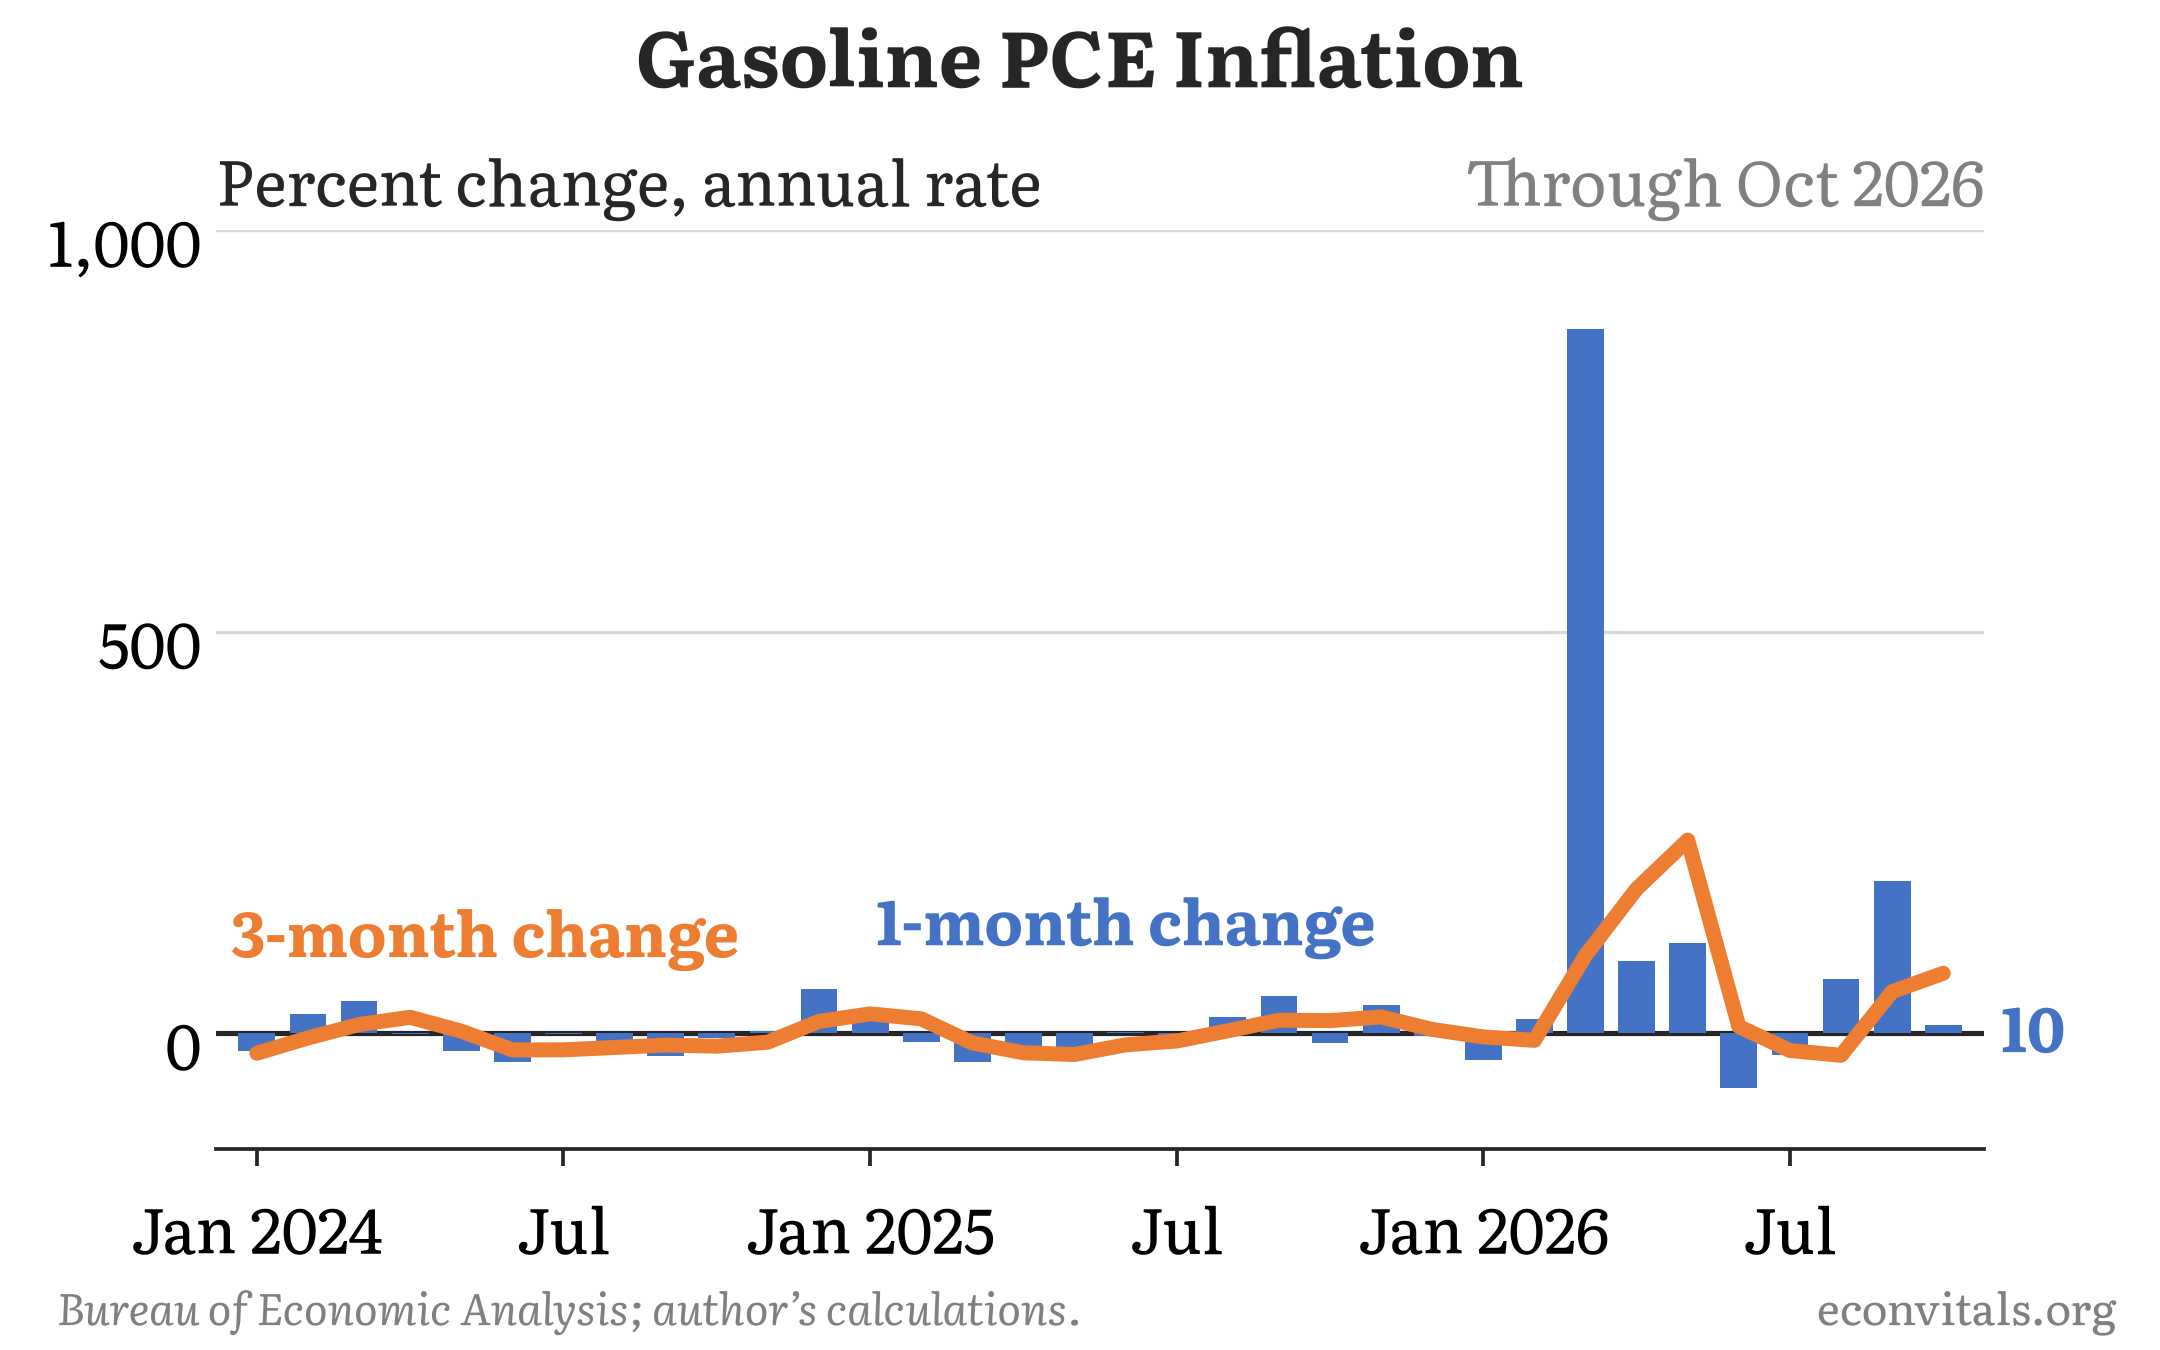 Gasoline PCE Inflation
Percent change, annual rate
Through Oct 2026
1,000
500
0
3-month change
1-month change
10
Jan 2024
Jul
Jan 2025
Jul
Jan 2026
Jul
Bureau of Economic Analysis; author’s calculations.
econvitals.org